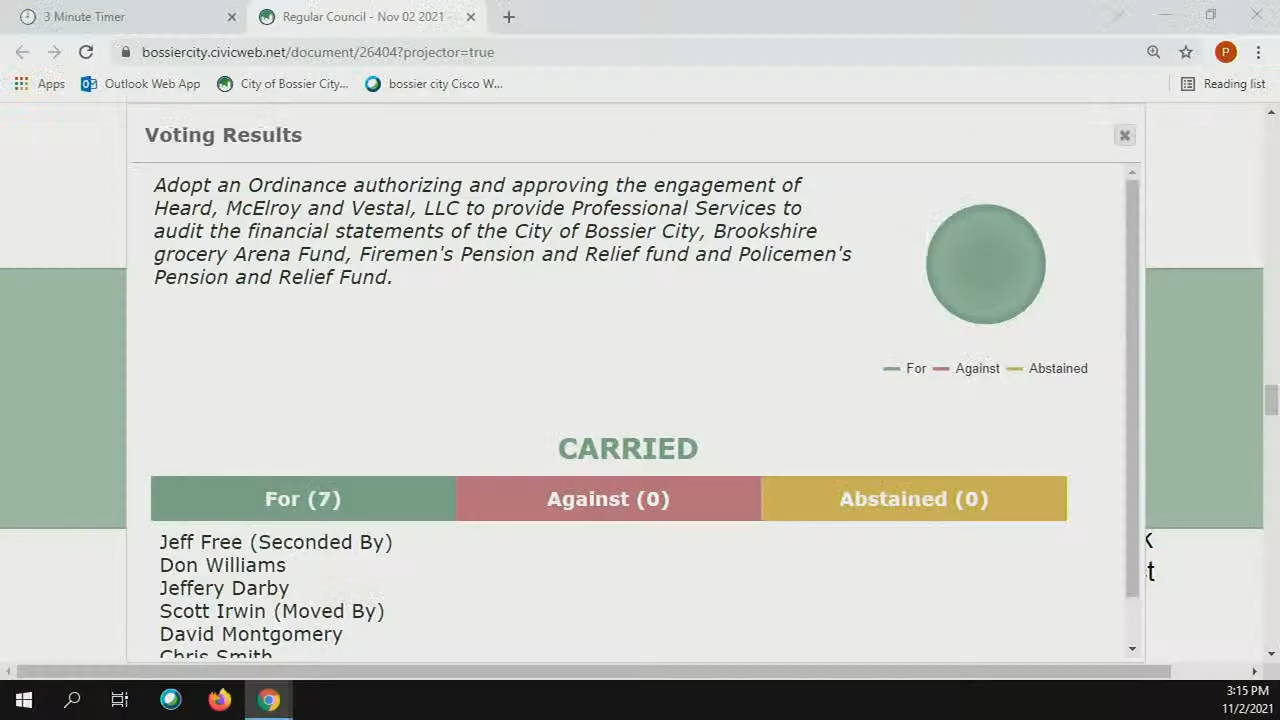 3 Minute Timer
Regular Council - Nov 02 2021 -
bossiercity.civicweb.net/document/26404?projector=true
P
Apps
Outlook Web App
City of Bossier City...
bossier city Cisco W...
Reading list
Voting Results
Adopt an Ordinance authorizing and approving the engagement of
Heard, McElroy and Vestal, LLC to provide Professional Services to
audit the financial statements of the City of Bossier City, Brookshire
grocery Arena Fund, Firemen's Pension and Relief fund and Policemen's
Pension and Relief Fund.
For Against Abstained
CARRIED
For (7) Against (0) Abstained (0)
Jeff Free (Seconded By)
Don Williams
Jeffery Darby
Scott Irwin (Moved By)
David Montgomery
Chris Smith
k
t
3:15 PM
11/2/2021